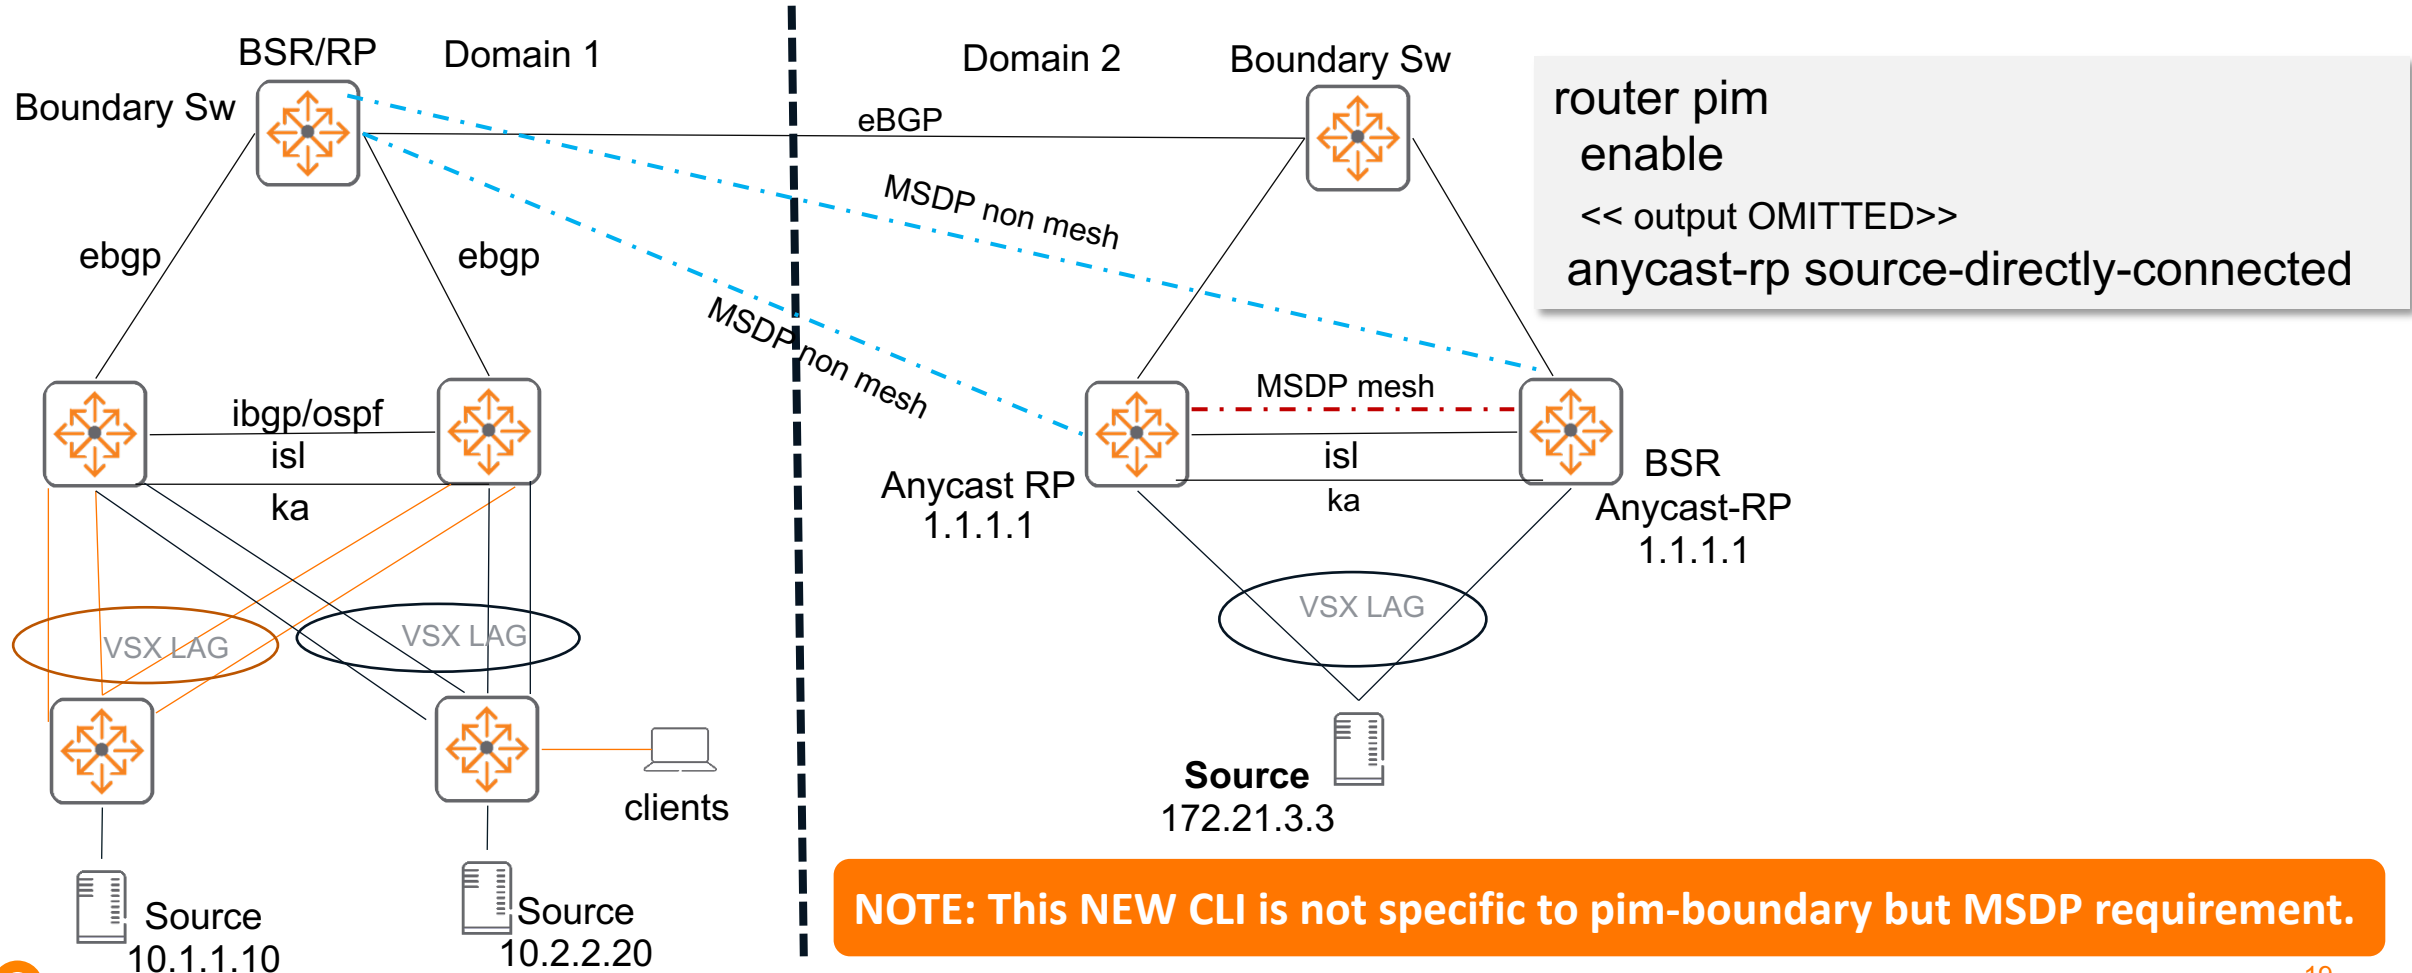 BSR/RP
Domain 1
Boundary Sw
ebgp
ebgp
ibgp/ospf
isl
ka
VSX LAG
VSX LAG
clients
Source
10.1.1.10
Source
10.2.2.20
Domain 2
Boundary Sw
eBGP
MSDP non mesh
MSDP non mesh
MSDP mesh
isl
ka
Anycast RP
1.1.1.1
BSR
Anycast-RP
1.1.1.1
VSX LAG
Source
172.21.3.3
router pim
enable
<< output OMITTED>>
anycast-rp source-directly-connected
NOTE: This NEW CLI is not specific to pim-boundary but MSDP requirement.